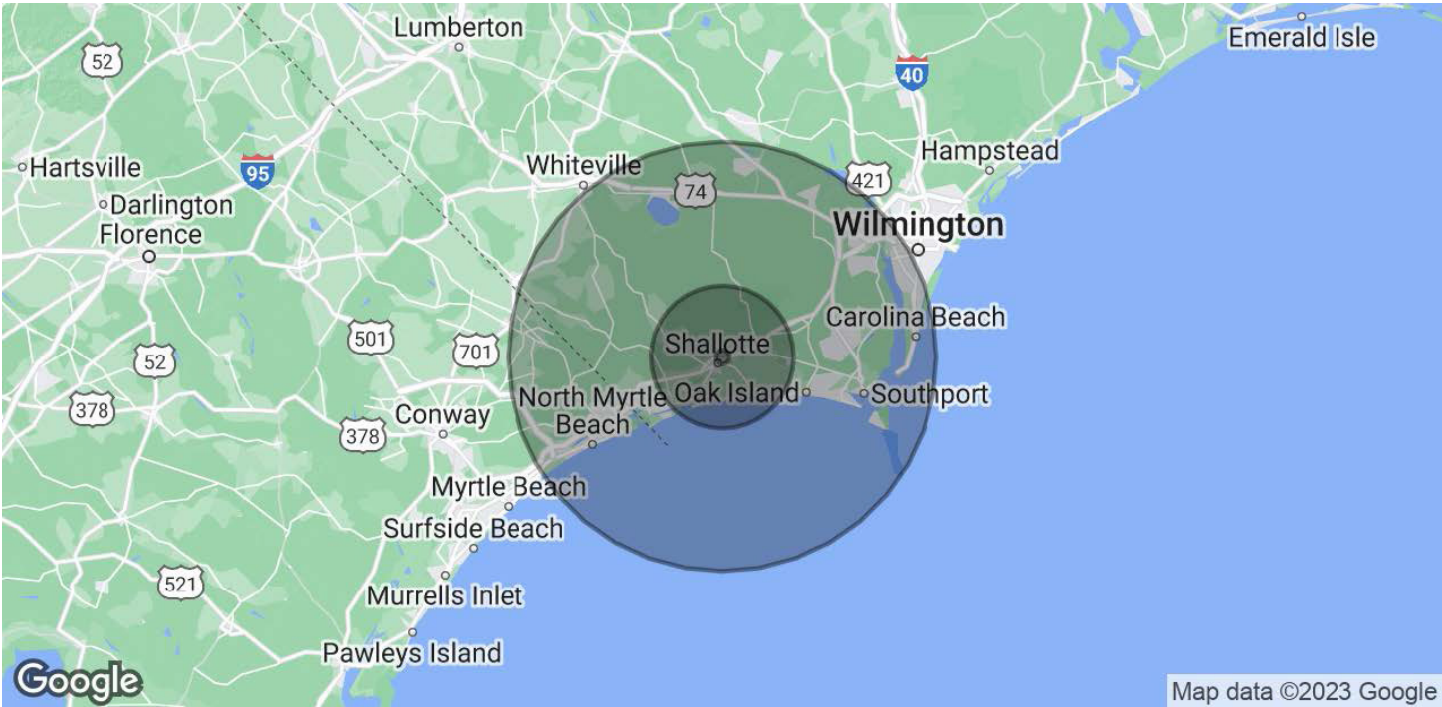 Lumberton
Emerald Isle
52
40
Hartsville
95
Whiteville
Hampstead
74
421
Darlington
Florence
Wilmington
501
701
52
Shallotte
Carolina Beach
378
North Myrtle
Beach
Oak Island
Southport
Conway
378
Myrtle Beach
Surfside Beach
521
Murrells Inlet
Pawleys Island
Google
Map data ©2023 Google